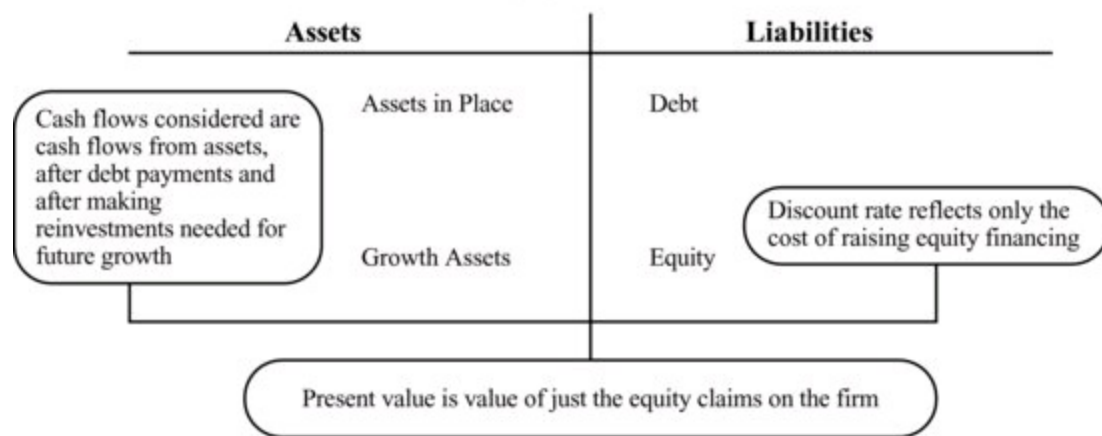 Assets
Liabilities
Assets in Place
Debt
Cash flows considered are
cash flows from assets,
after debt payments and
after making
reinvestments needed for
future growth
Growth Assets
Equity
Discount rate reflects only the
cost of raising equity financing
Present value is value of just the equity claims on the firm